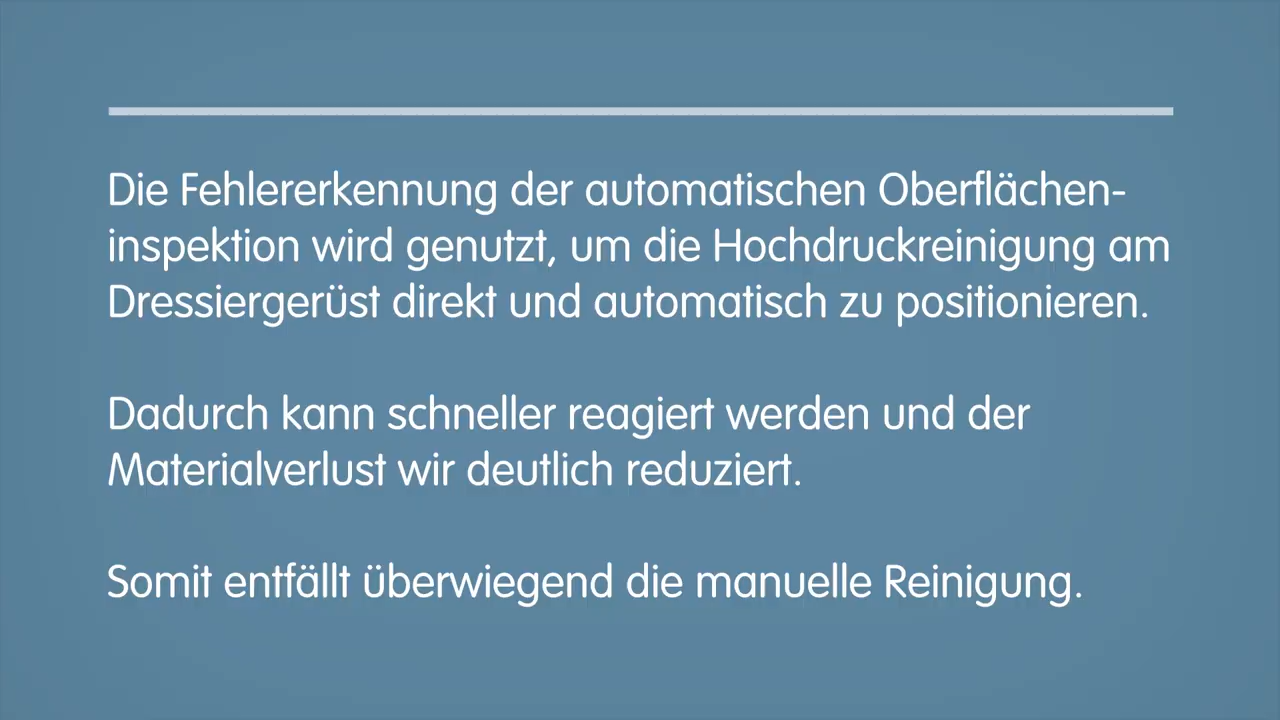 Die Fehlererkennung der automatischen Oberflächen-
inspektion wird genutzt, um die Hochdruckreinigung am
Dressiergerüst direkt und automatisch zu positionieren.
Dadurch kann schneller reagiert werden und der
Materialverlust wir deutlich reduziert.
Somit entfällt überwiegend die manuelle Reinigung.